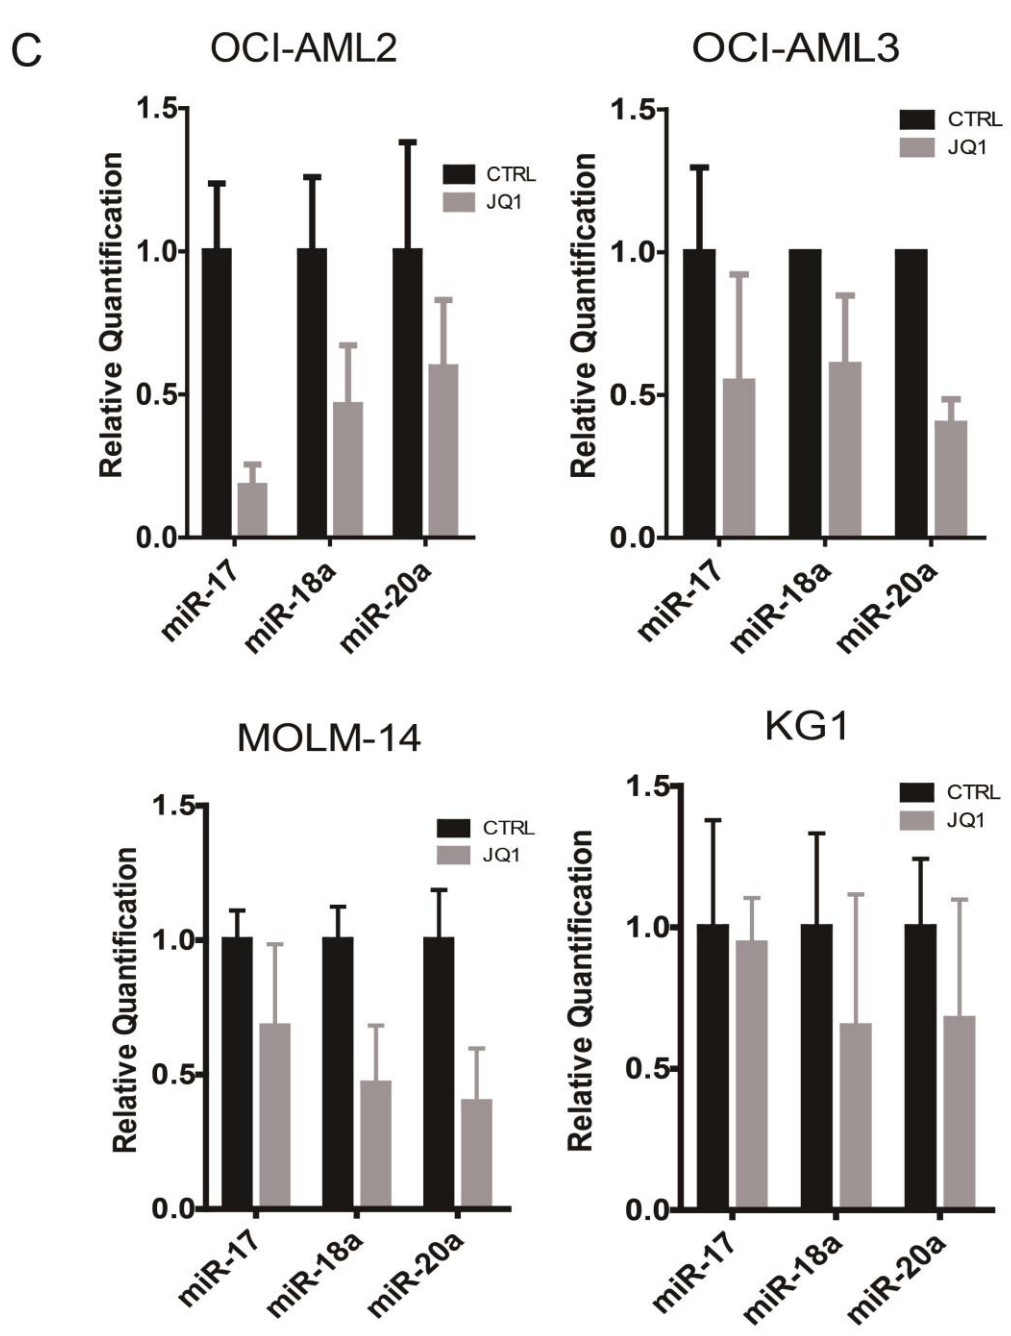 C
OCI-AML2
1.5
1.0
0.5
0.0
Relative Quantification
CTRL
JQ1
miR-17
miR-18a
miR-20a
OCI-AML3
1.5
1.0
0.5
0.0
Relative Quantification
CTRL
JQ1
miR-17
miR-18a
miR-20a
MOLM-14
1.5
1.0
0.5
0.0
Relative Quantification
CTRL
JQ1
miR-17
miR-18a
miR-20a
KG1
1.5
1.0
0.5
0.0
Relative Quantification
CTRL
JQ1
miR-17
miR-18a
miR-20a